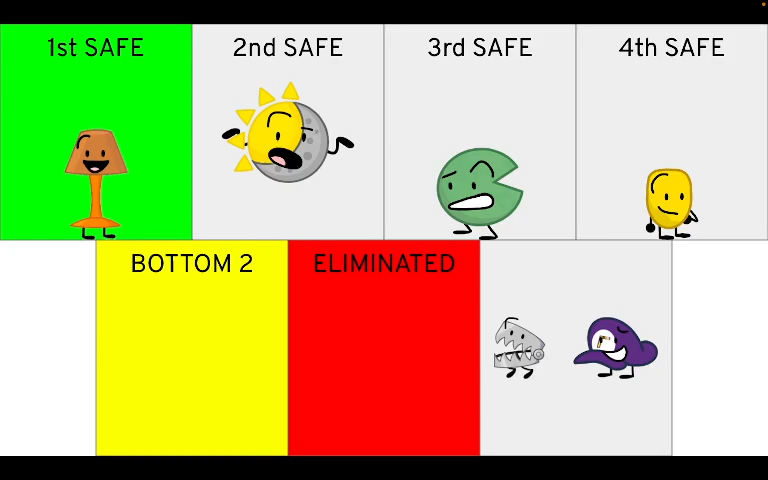 1st SAFE
2nd SAFE
3rd SAFE
4th SAFE
BOTTOM 2
ELIMINATED